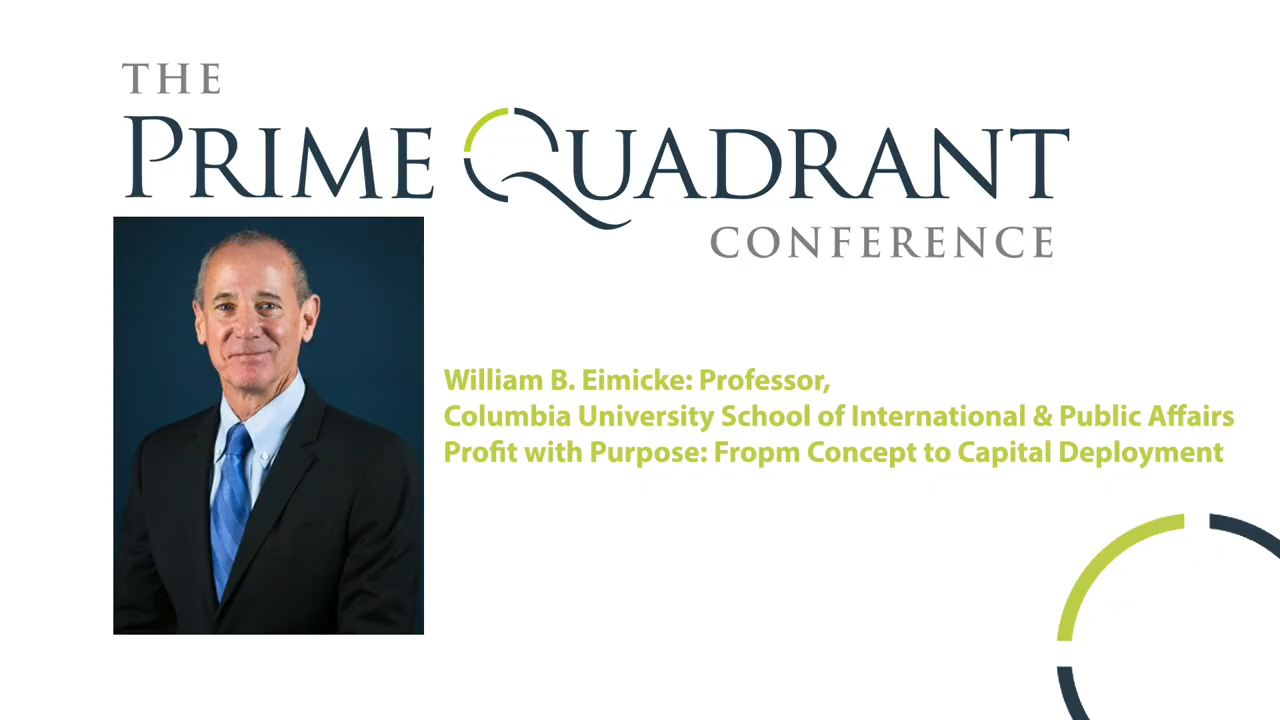 THE
PRIME QUADRANT
CONFERENCE
William B. Eimicke: Professor,
Columbia University School of International & Public Affairs
Profit with Purpose: Fropm Concept to Capital Deployment